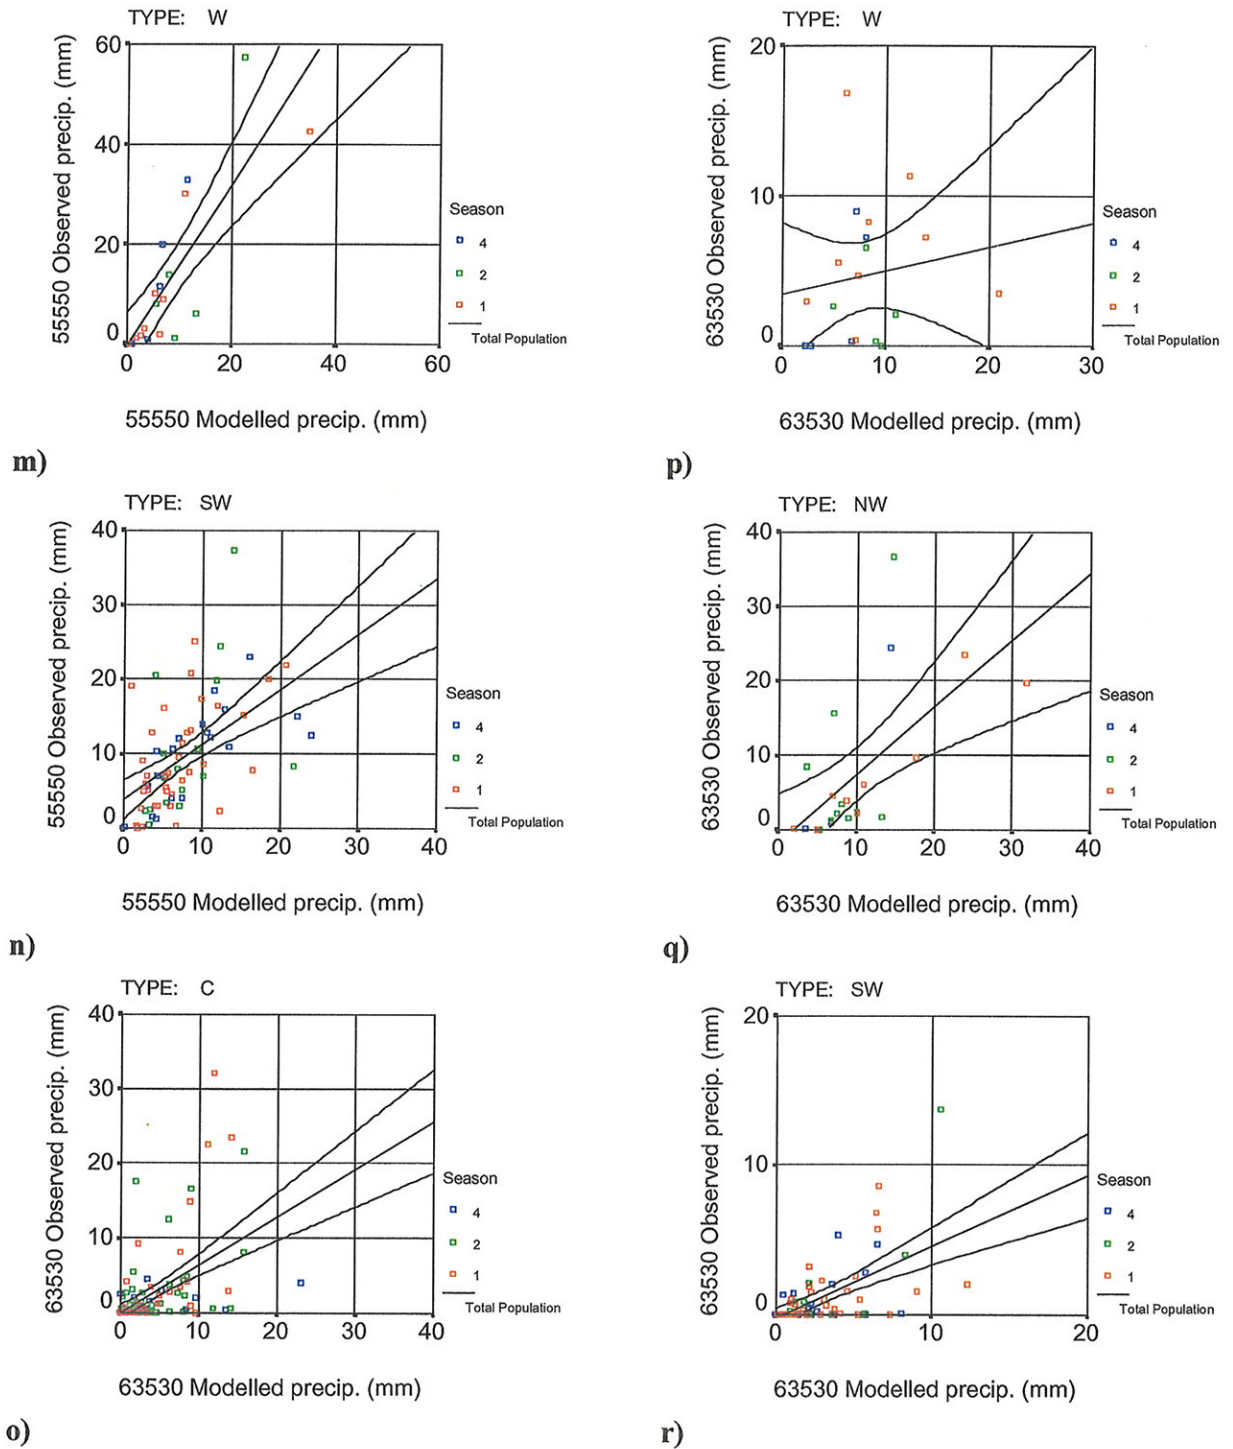 TYPE: W
60
40
20
0
0 20 40 60
55550 Observed precip. (mm)
55550 Modelled precip. (mm)
Season
4
2
1
Total Population
m)
TYPE: W
20
10
0
0 10 20 30
63530 Observed precip. (mm)
63530 Modelled precip. (mm)
Season
4
2
1
Total Population
p)
TYPE: SW
40
30
20
10
0
0 10 20 30 40
55550 Observed precip. (mm)
55550 Modelled precip. (mm)
Season
4
2
1
Total Population
n)
TYPE: NW
40
30
20
10
0
0 10 20 30 40
63530 Observed precip. (mm)
63530 Modelled precip. (mm)
Season
4
2
1
Total Population
q)
TYPE: C
40
30
20
10
0
0 10 20 30 40
63530 Observed precip. (mm)
63530 Modelled precip. (mm)
Season
4
2
1
Total Population
o)
TYPE: SW
20
10
0
0 10 20
63530 Observed precip. (mm)
63530 Modelled precip. (mm)
Season
4
2
1
Total Population
r)